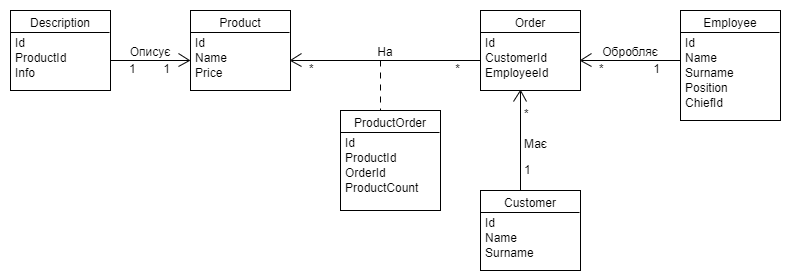 Description
Id
ProductId
Info
Описує
1
1
Product
Id
Name
Price
На
*
*
ProductOrder
Id
ProductId
OrderId
ProductCount
Order
Id
CustomerId
EmployeeId
Обробляє
*
1
Employee
Id
Name
Surname
Position
ChiefId
*
Має
1
Customer
Id
Name
Surname